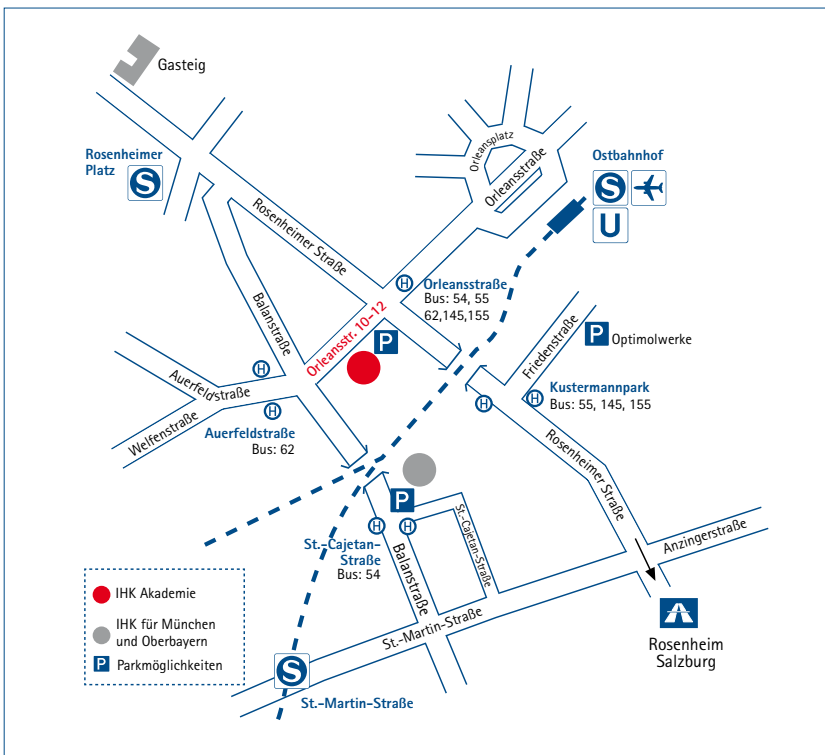 Gasteig
Orleansplatz
Rosenheimer
Platz
S
Orleansstraße
Ostbahnhof
S
U
Rosenheimer Straße
H
Orleansstraße
Bus: 54, 55
62,145,155
Balanstraße
Orleansstr. 10–12
P
Friedenstraße
P
Optimolwerke
H
Auerfeldstraße
H
Kustermannpark
Bus: 55, 145, 155
H
H
Welfenstraße
Auerfeldstraße
Bus: 62
Rosenheimer Straße
P
St.-Cajetan-Straße
H
H
St.-Cajetan-
Straße
Bus: 54
Balanstraße
Anzingerstraße
IHK Akademie
IHK für München
und Oberbayern
P Parkmöglichkeiten
St.-Martin-Straße
Rosenheim
Salzburg
S
St.-Martin-Straße